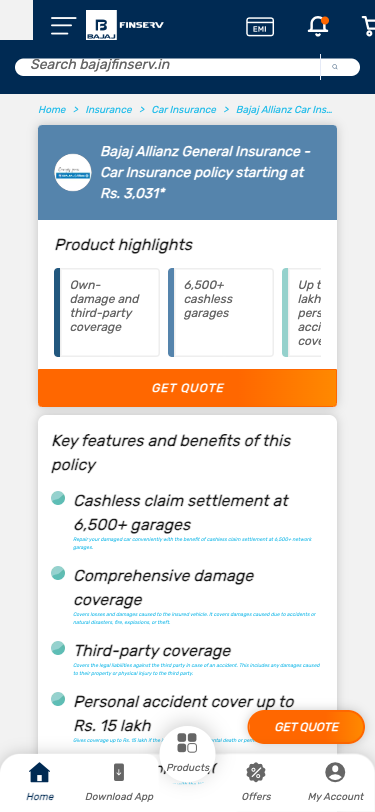 BAJAJ FINSERV
EMI
Search bajajfinserv.in
Home > Insurance > Car Insurance > Bajaj Allianz Car Ins...
Bajaj Allianz General Insurance -
Car Insurance policy starting at
Rs. 3,031*
Product highlights
Own-
damage and
third-party
coverage
6,500+
cashless
garages
Up t
lakh
pers
acci
cove
GET QUOTE
Key features and benefits of this
policy
Cashless claim settlement at
6,500+ garages
Repair your damaged car conveniently with the benefit of cashless claim settlement at 6,500+ network
garages.
Comprehensive damage
coverage
Covers losses and damages caused to the insured vehicle. It covers damages caused due to accidents or
natural disasters, fire, explosions, or theft.
Third-party coverage
Covers the legal liabilities against the third party in case of an accident. This includes any damages caused
to their property or physical injury to the third party.
Personal accident cover up to
Rs. 15 lakh
Gives coverage up to Rs. 15 lakh if the
GET QUOTE
Home
Download App
Products
Offers
My Account